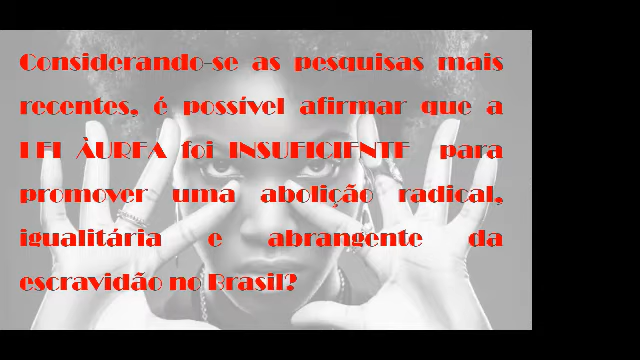 Considerando-se as pesquisas mais
recentes, é possível afirmar que a
LEI ÀUREA foi INSUFICIENTE para
promover uma abolição radical,
igualitária e abrangente da
escravidão no Brasil?